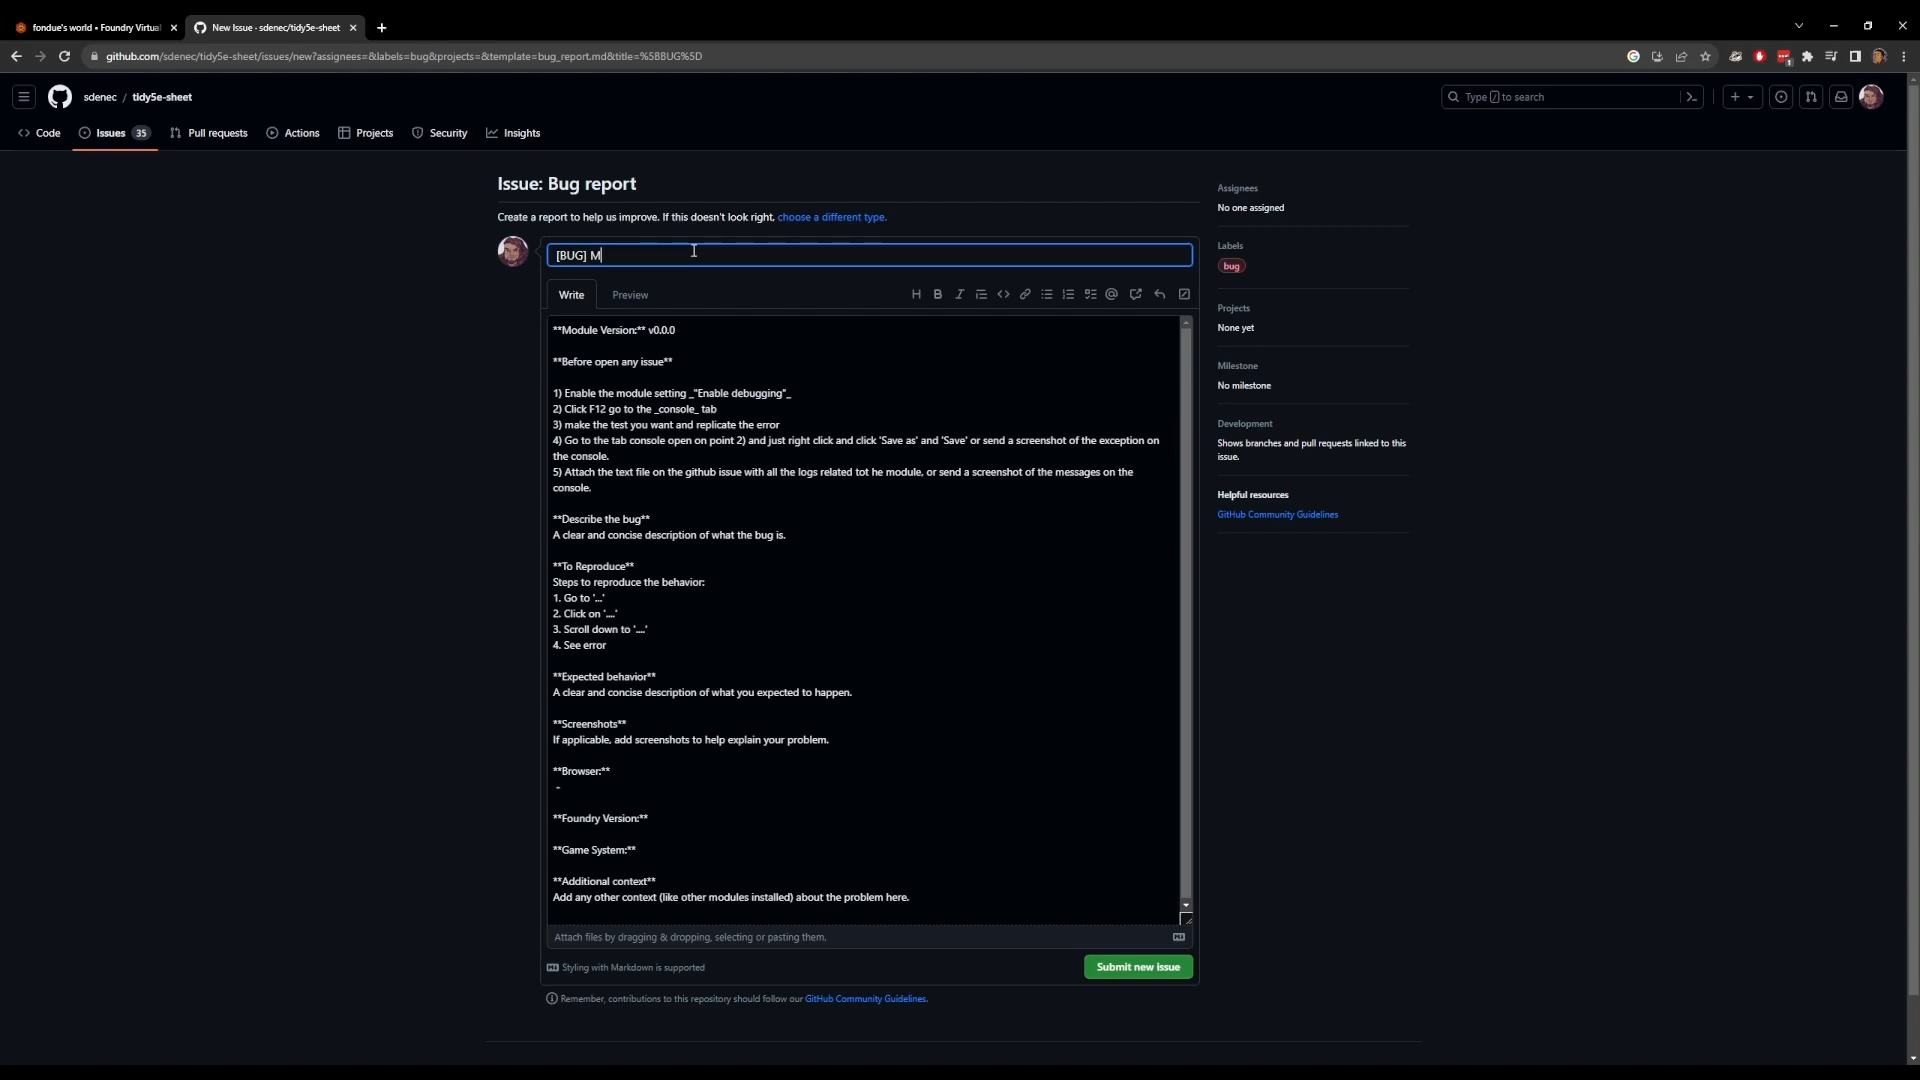 fondue's world • Foundry Virtual
New Issue · sdenec/tidy5e-sheet
github.com/sdenec/tidy5e-sheet/issues/new?assignees=&labels=bug&projects=&template=bug_report.md&title=%5BBUG%5D
sdenec / tidy5e-sheet
Type / to search
Code
Issues 35
Pull requests
Actions
Projects
Security
Insights
Issue: Bug report
Create a report to help us improve. If this doesn't look right, choose a different type.
[BUG] M
Write
Preview
**Module Version:** v0.0.0
**Before open any issue**
1) Enable the module setting _"Enable debugging"_
2) Click F12 go to the _console_ tab
3) make the test you want and replicate the error
4) Go to the tab console open on point 2) and just right click and click 'Save as' and 'Save' or send a screenshot of the exception on
the console.
5) Attach the text file on the github issue with all the logs related tot he module, or send a screenshot of the messages on the
console.
**Describe the bug**
A clear and concise description of what the bug is.
**To Reproduce**
Steps to reproduce the behavior:
1. Go to '...'
2. Click on '....'
3. Scroll down to '....'
4. See error
**Expected behavior**
A clear and concise description of what you expected to happen.
**Screenshots**
If applicable, add screenshots to help explain your problem.
**Browser:**
-
**Foundry Version:**
**Game System:**
**Additional context**
Add any other context (like other modules installed) about the problem here.
Attach files by dragging & dropping, selecting or pasting them.
Styling with Markdown is supported
Submit new issue
Remember, contributions to this repository should follow our GitHub Community Guidelines.
Assignees
No one assigned
Labels
bug
Projects
None yet
Milestone
No milestone
Development
Shows branches and pull requests linked to this
issue.
Helpful resources
GitHub Community Guidelines